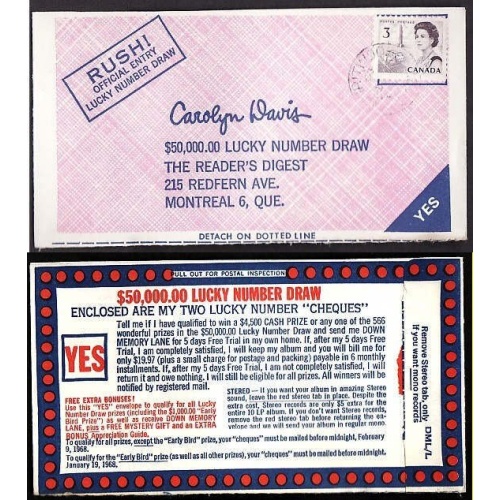 RUSH!
OFFICIAL ENTRY
LUCKY NUMBER DRAW
3
POSTES POSTAGE
CANADA
Carolyn Davis
$50,000.00 LUCKY NUMBER DRAW
THE READER'S DIGEST
215 REDFERN AVE.
MONTREAL 6, QUE.
YES
DETACH ON DOTTED LINE
PULL OUT FOR POSTAL INSPECTION
$50,000.00 LUCKY NUMBER DRAW
ENCLOSED ARE MY TWO LUCKY NUMBER "CHEQUES"
YES
Tell me if I have qualified to win a $4,500 CASH PRIZE or any one of the 566
wonderful prizes in the $50,000.00 Lucky Number Draw and send me DOWN
MEMORY LANE for 5 days Free Trial in my own home. If, after my 5 days Free
Trial, I am completely satisfied, I will keep my album and you will bill me for
only $19.97 (plus a small charge for postage and packing) payable in 6 monthly
installments. If, after my 5 days Free Trial, I am not completely satisfied, I will
return it and owe nothing. I will still be eligible for all prizes. All winners will be
notified by registered mail.
FREE EXTRA BONUSES!
Use this "YES" envelope to qualify for all Lucky
Number Draw prizes (including the $1,000.00 "Early
Bird Prize") as well as receive DOWN MEMORY
LANE, plus a FREE MYSTERY GIFT and an EXTRA
BONUS Appreciation Guide.
STEREO — If you want your album in amazing Stereo
sound, leave the red stereo tab in place. Despite the
extra cost, Stereo records are only $5 extra for the
entire 10 LP album. If you don't want Stereo records,
remove the red stereo tab before returning the en-
velope and we will send your album in regular mono.
To qualify for all prizes, except the "Early Bird" prize, your "cheques" must be mailed before midnight, February
9, 1968.
To qualify for the "Early Bird" prize (as well as all other prizes), your "cheques" must be mailed before midnight,
January 19, 1968.
Remove Stereo tab, only
if you want mono records
DML/L